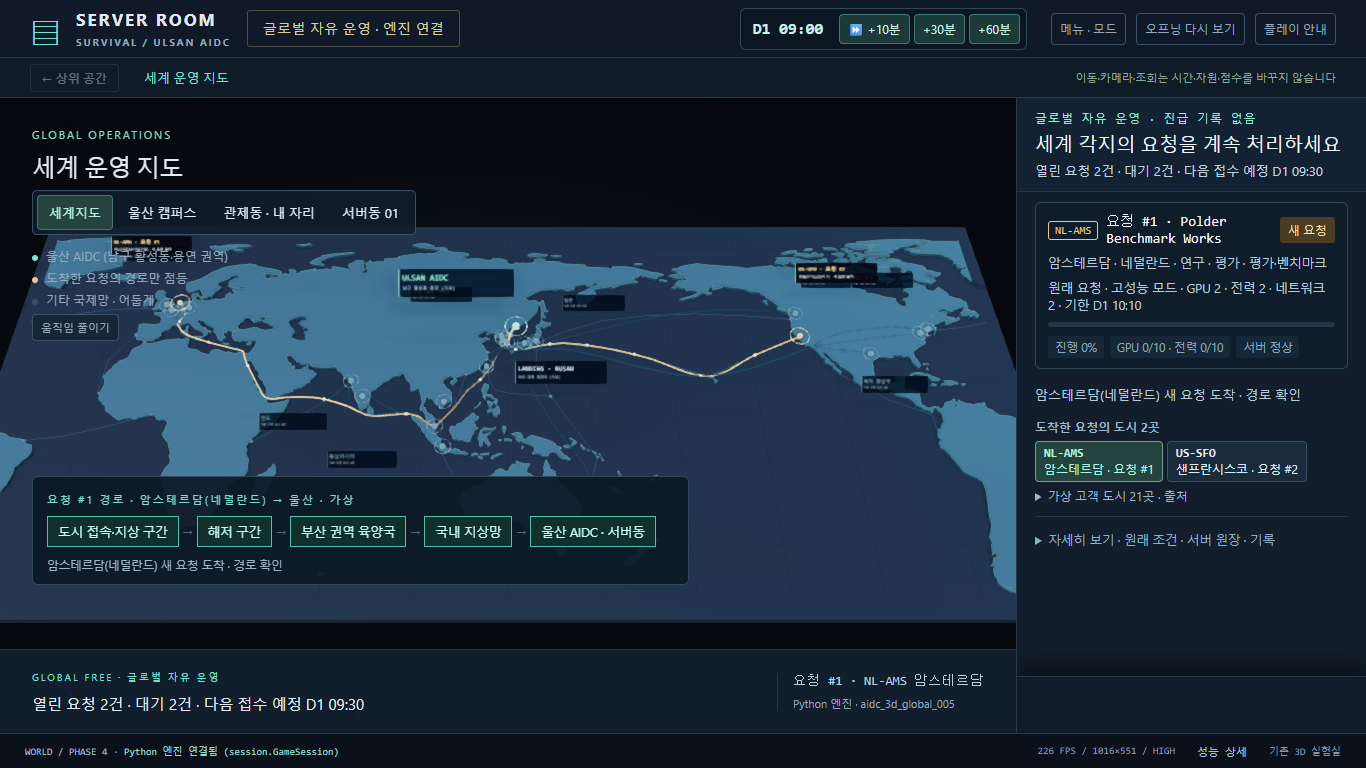 SERVER ROOM
SURVIVAL / ULSAN AIDC
글로벌 자유 운영 · 엔진 연결
D1 09:00
⏩ +10분
+30분
+60분
메뉴 · 모드
오프닝 다시 보기
플레이 안내
← 상위 공간
세계 운영 지도
이동·카메라·조회는 시간·자원·점수를 바꾸지 않습니다
GLOBAL OPERATIONS
세계 운영 지도
세계지도
울산 캠퍼스
관제동 · 내 자리
서버동 01
울산 AIDC (남구 황성동·용연 권역)
도착한 요청의 경로만 점등
기타 국제망 · 어둡게
움직임 풀이기
ULSAN AIDC
LANDING · BUSAN
요청 #1 경로 · 암스테르담(네덜란드) → 울산 · 가상
도시 접속·지상 구간 → 해저 구간 → 부산 권역 육양국 → 국내 지상망 → 울산 AIDC · 서버동
암스테르담(네덜란드) 새 요청 도착 · 경로 확인
글로벌 자유 운영 · 진급 기록 없음
세계 각지의 요청을 계속 처리하세요
열린 요청 2건 · 대기 2건 · 다음 접수 예정 D1 09:30
NL-AMS
요청 #1 · Polder
Benchmark Works
새 요청
암스테르담 · 네덜란드 · 연구 · 평가 · 평가·벤치마크
원래 요청 · 고성능 모드 · GPU 2 · 전력 2 · 네트워크
2 · 기한 D1 10:10
진행 0%
GPU 0/10 · 전력 0/10
서버 정상
암스테르담(네덜란드) 새 요청 도착 · 경로 확인
도착한 요청의 도시 2곳
NL-AMS
암스테르담 · 요청 #1
US-SFO
샌프란시스코 · 요청 #2
▶ 가상 고객 도시 21곳 · 출처
▶ 자세히 보기 · 원래 조건 · 서버 원장 · 기록
GLOBAL FREE · 글로벌 자유 운영
열린 요청 2건 · 대기 2건 · 다음 접수 예정 D1 09:30
요청 #1 · NL-AMS 암스테르담
Python 엔진 · aidc_3d_global_005
WORLD / PHASE 4 · Python 엔진 연결됨 (session.GameSession)
226 FPS / 1016×551 / HIGH
성능 상세
기존 3D 실험실